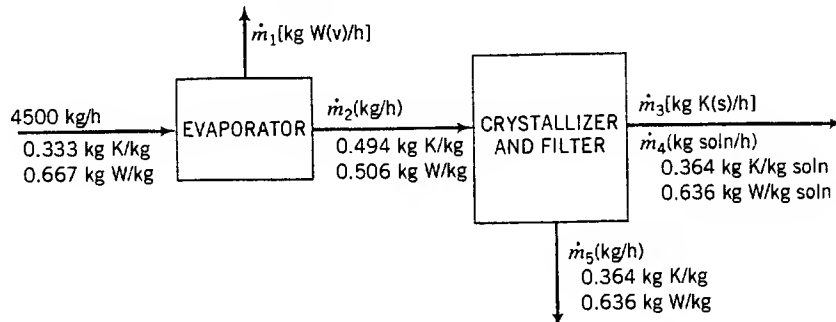 ṁ₁[kg W(v)/h]
4500 kg/h
0.333 kg K/kg
0.667 kg W/kg
EVAPORATOR
ṁ₂(kg/h)
0.494 kg K/kg
0.506 kg W/kg
CRYSTALLIZER
AND FILTER
ṁ₃[kg K(s)/h]
ṁ₄(kg soln/h)
0.364 kg K/kg soln
0.636 kg W/kg soln
ṁ₅(kg/h)
0.364 kg K/kg
0.636 kg W/kg